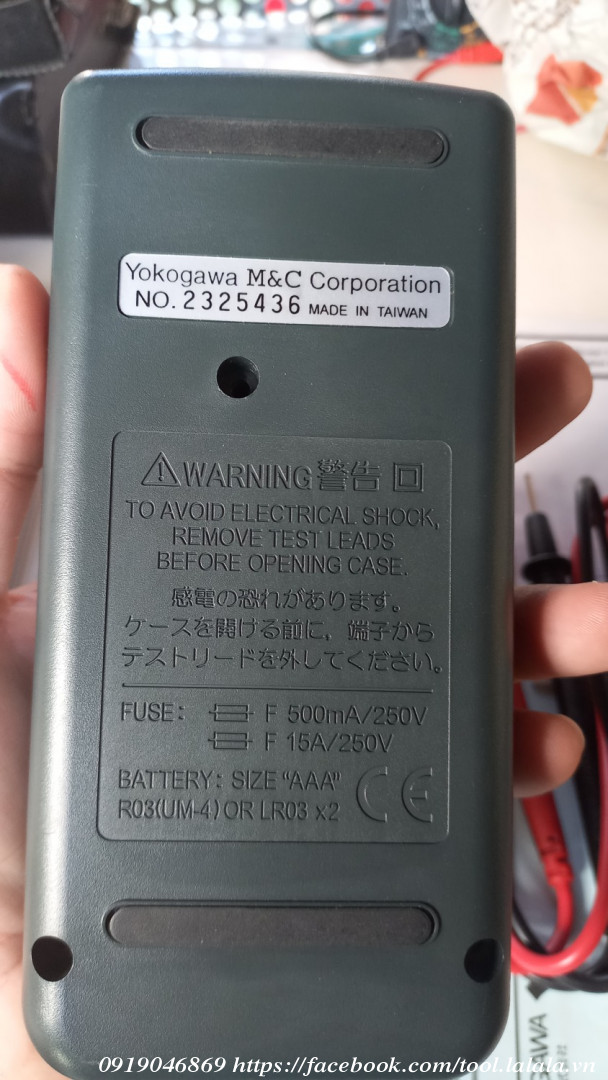 Yokogawa M&C Corporation
NO. 2325436 MADE IN TAIWAN
WARNING 警告
TO AVOID ELECTRICAL SHOCK,
REMOVE TEST LEADS
BEFORE OPENING CASE.
感電の恐れがあります。
ケースを開ける前に, 端子から
テストリードを外してください。
FUSE: F 500mA/250V
F 15A/250V
BATTERY: SIZE "AAA"
R03(UM-4) OR LR03 x2
CE
0919046869 https://facebook.com/tool.lalala.vn